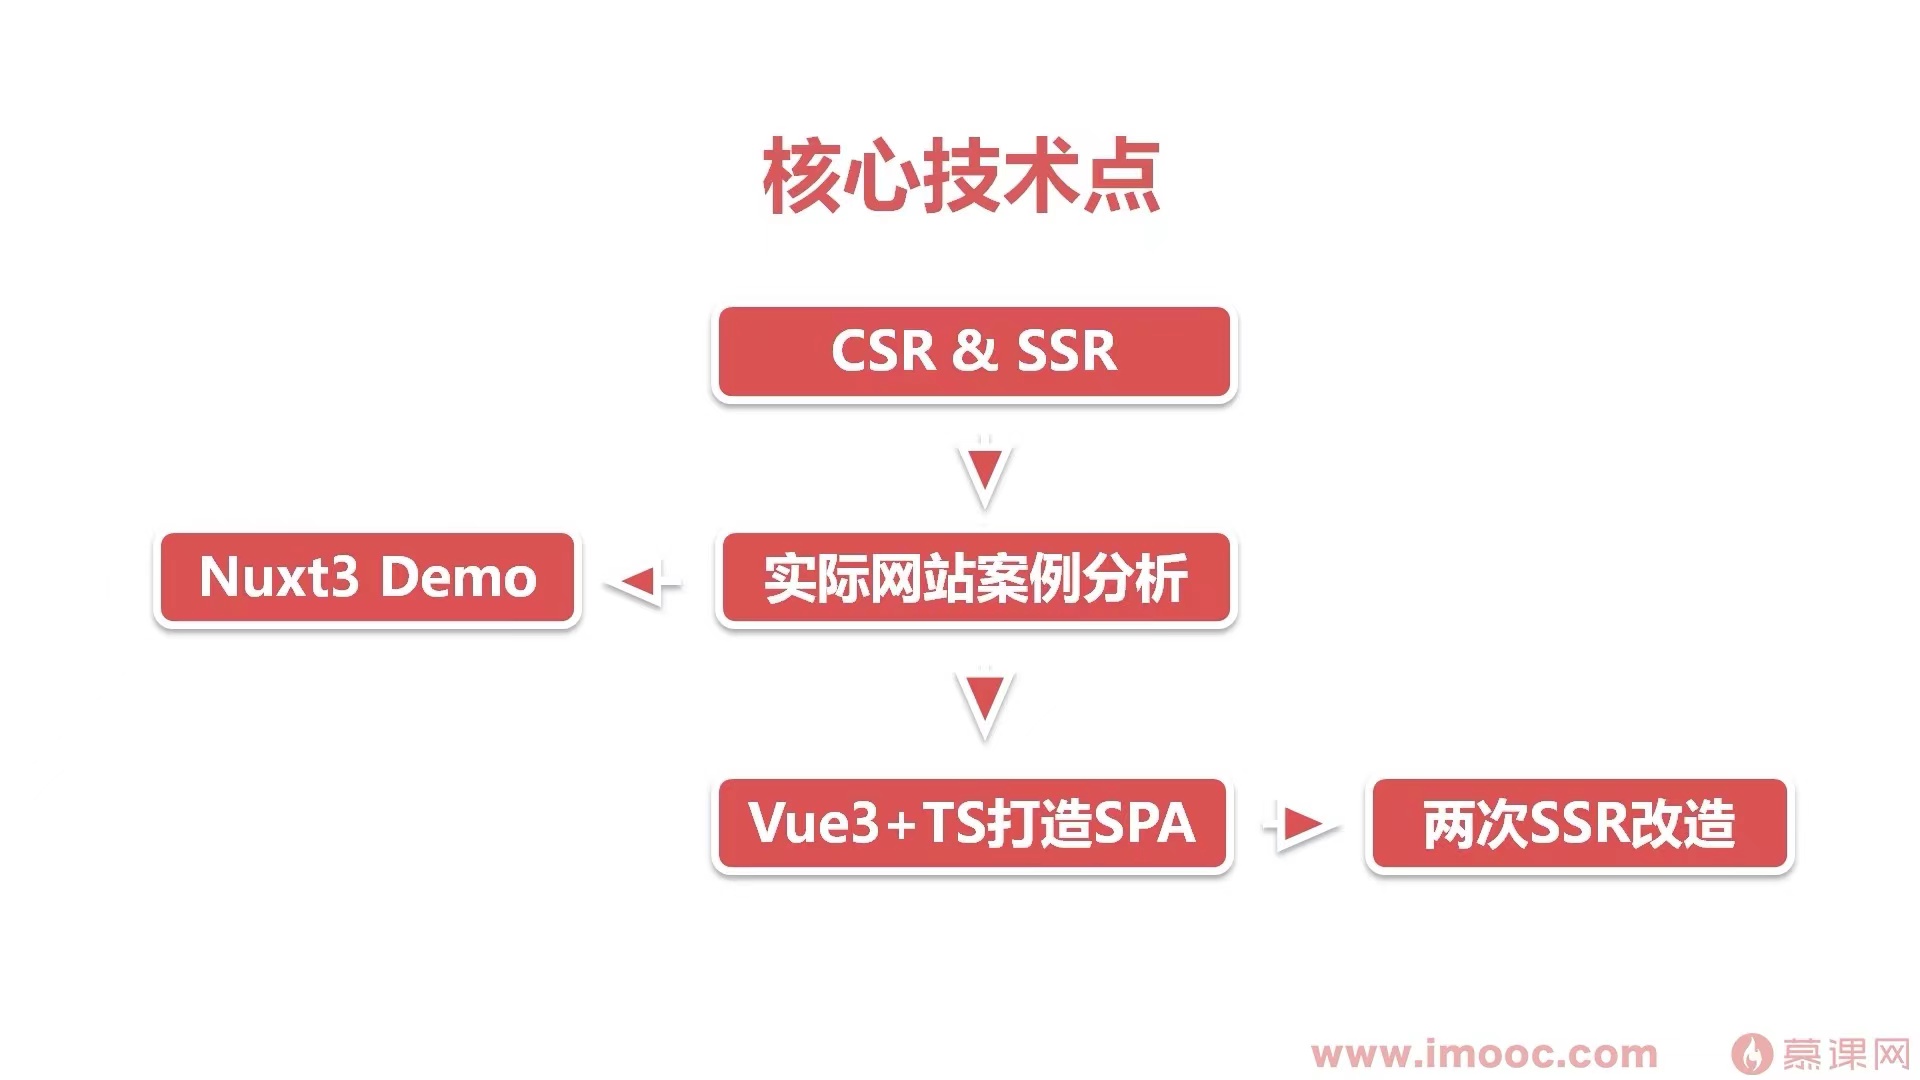 核心技术点
CSR & SSR
Nuxt3 Demo
实际网站案例分析
Vue3+TS打造SPA
两次SSR改造
www.imooc.com
慕课网